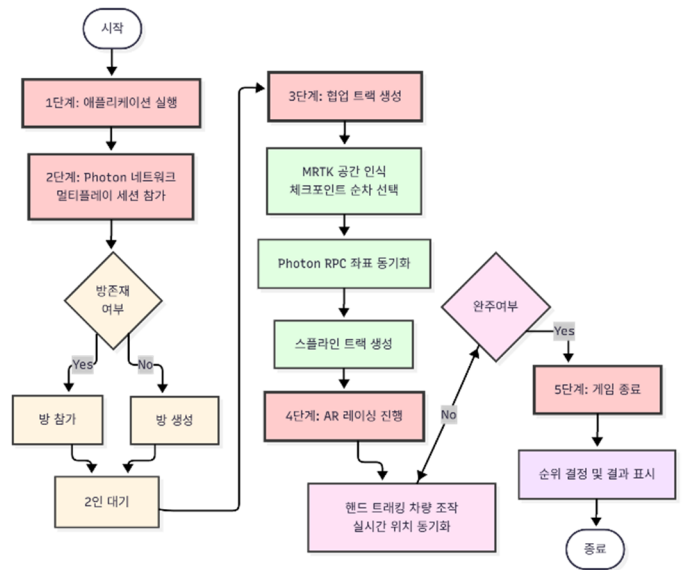 시작
1단계: 애플리케이션 실행
2단계: Photon 네트워크
멀티플레이 세션 참가
방존재
여부
Yes
No
방 참가
방 생성
2인 대기
3단계: 협업 트랙 생성
MRTK 공간 인식
체크포인트 순차 선택
Photon RPC 좌표 동기화
스플라인 트랙 생성
4단계: AR 레이싱 진행
핸드 트래킹 차량 조작
실시간 위치 동기화
No
완주여부
Yes
5단계: 게임 종료
순위 결정 및 결과 표시
종료